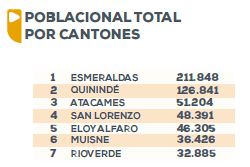 POBLACIONAL TOTAL
POR CANTONES
1 ESMERALDAS 211.848
2 QUININDÉ 126.841
3 ATACAMES 51.204
4 SAN LORENZO 48.391
5 ELOY ALFARO 46.305
6 MUISNE 36.426
7 RIOVERDE 32.885